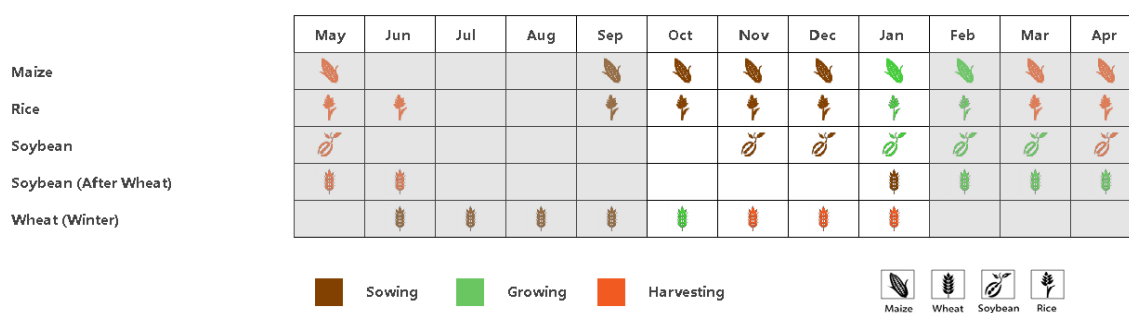 May Jun Jul Aug Sep Oct Nov Dec Jan Feb Mar Apr
Maize
Rice
Soybean
Soybean (After Wheat)
Wheat (Winter)
Sowing Growing Harvesting
Maize Wheat Soybean Rice